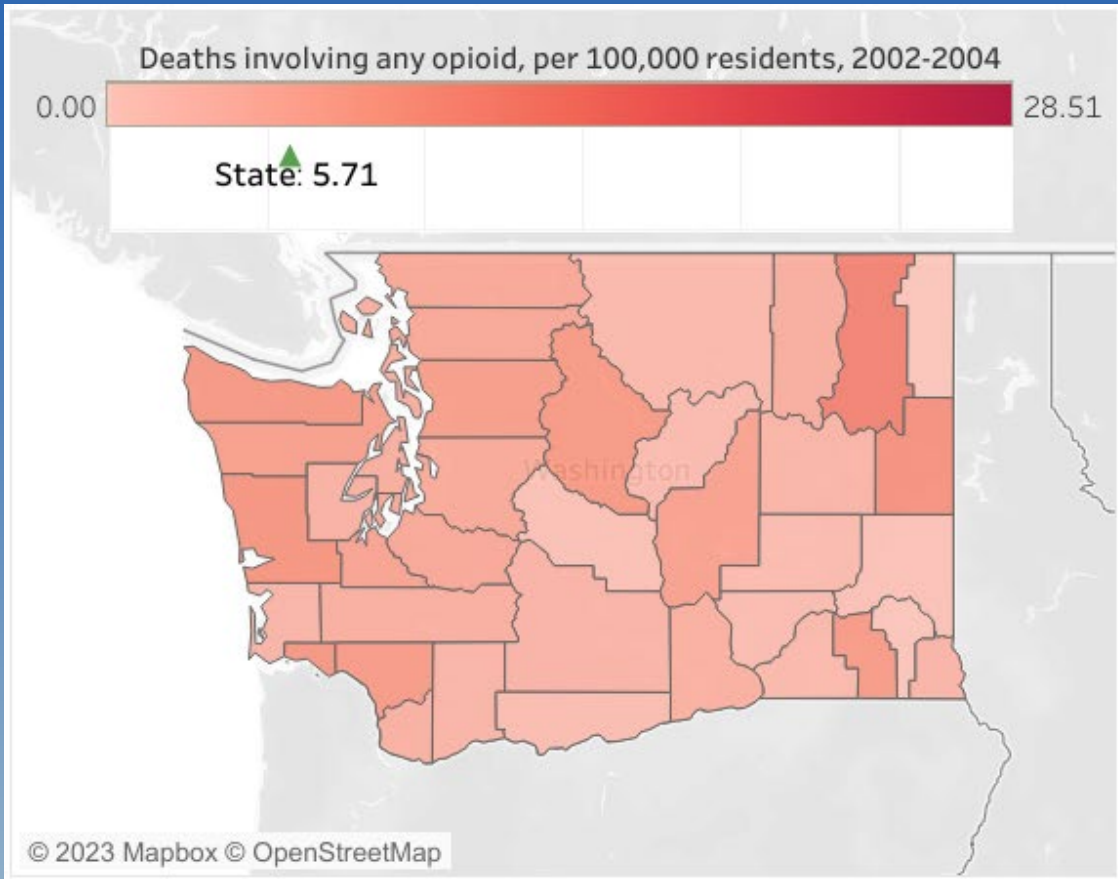 Deaths involving any opioid, per 100,000 residents, 2002-2004
0.00 28.51
State: 5.71
Washington
© 2023 Mapbox © OpenStreetMap